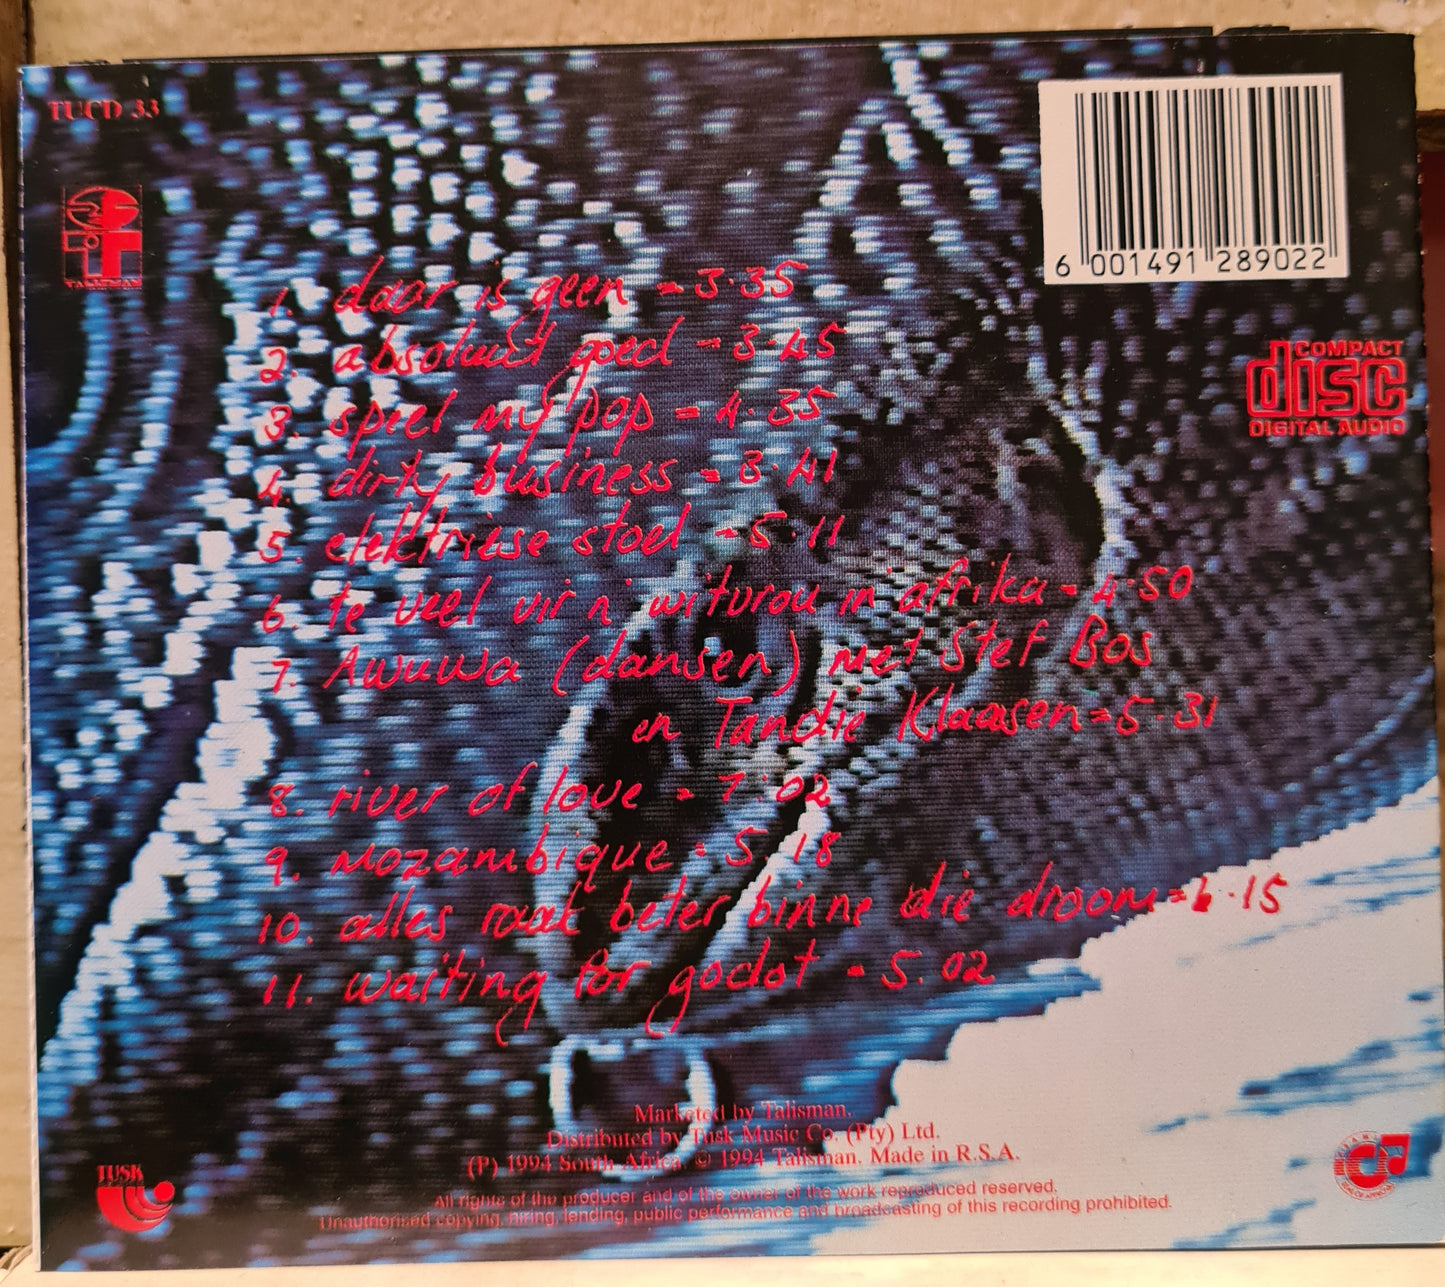 TUCD 33
TALISMAN
6 001491 289022
COMPACT
disc
DIGITAL AUDIO
1. daar is geen - 3.35
2. absoluut goed - 3.45
3. speel my pop - 4.35
4. dirty business - 3.41
5. elektriese stoel - 5.11
6. te veel vir n witvrou in afrika - 4.50
7. Awuwa (dansen) met Stef Bos
en Tandie Klaasen - 5.31
8. river of love - 7:02
9. Mozambique - 5.18
10. alles raak beter binne die droom - 6.15
11. waiting for godot - 5.02
Marketed by Talisman.
Distributed by Tusk Music Co. (Pty) Ltd.
(P) 1994 South Africa. © 1994 Talisman. Made in R.S.A.
All rights of the producer and of the owner of the work reproduced reserved.
Unauthorised copying, hiring, lending, public performance and broadcasting of this recording prohibited.
TUSK